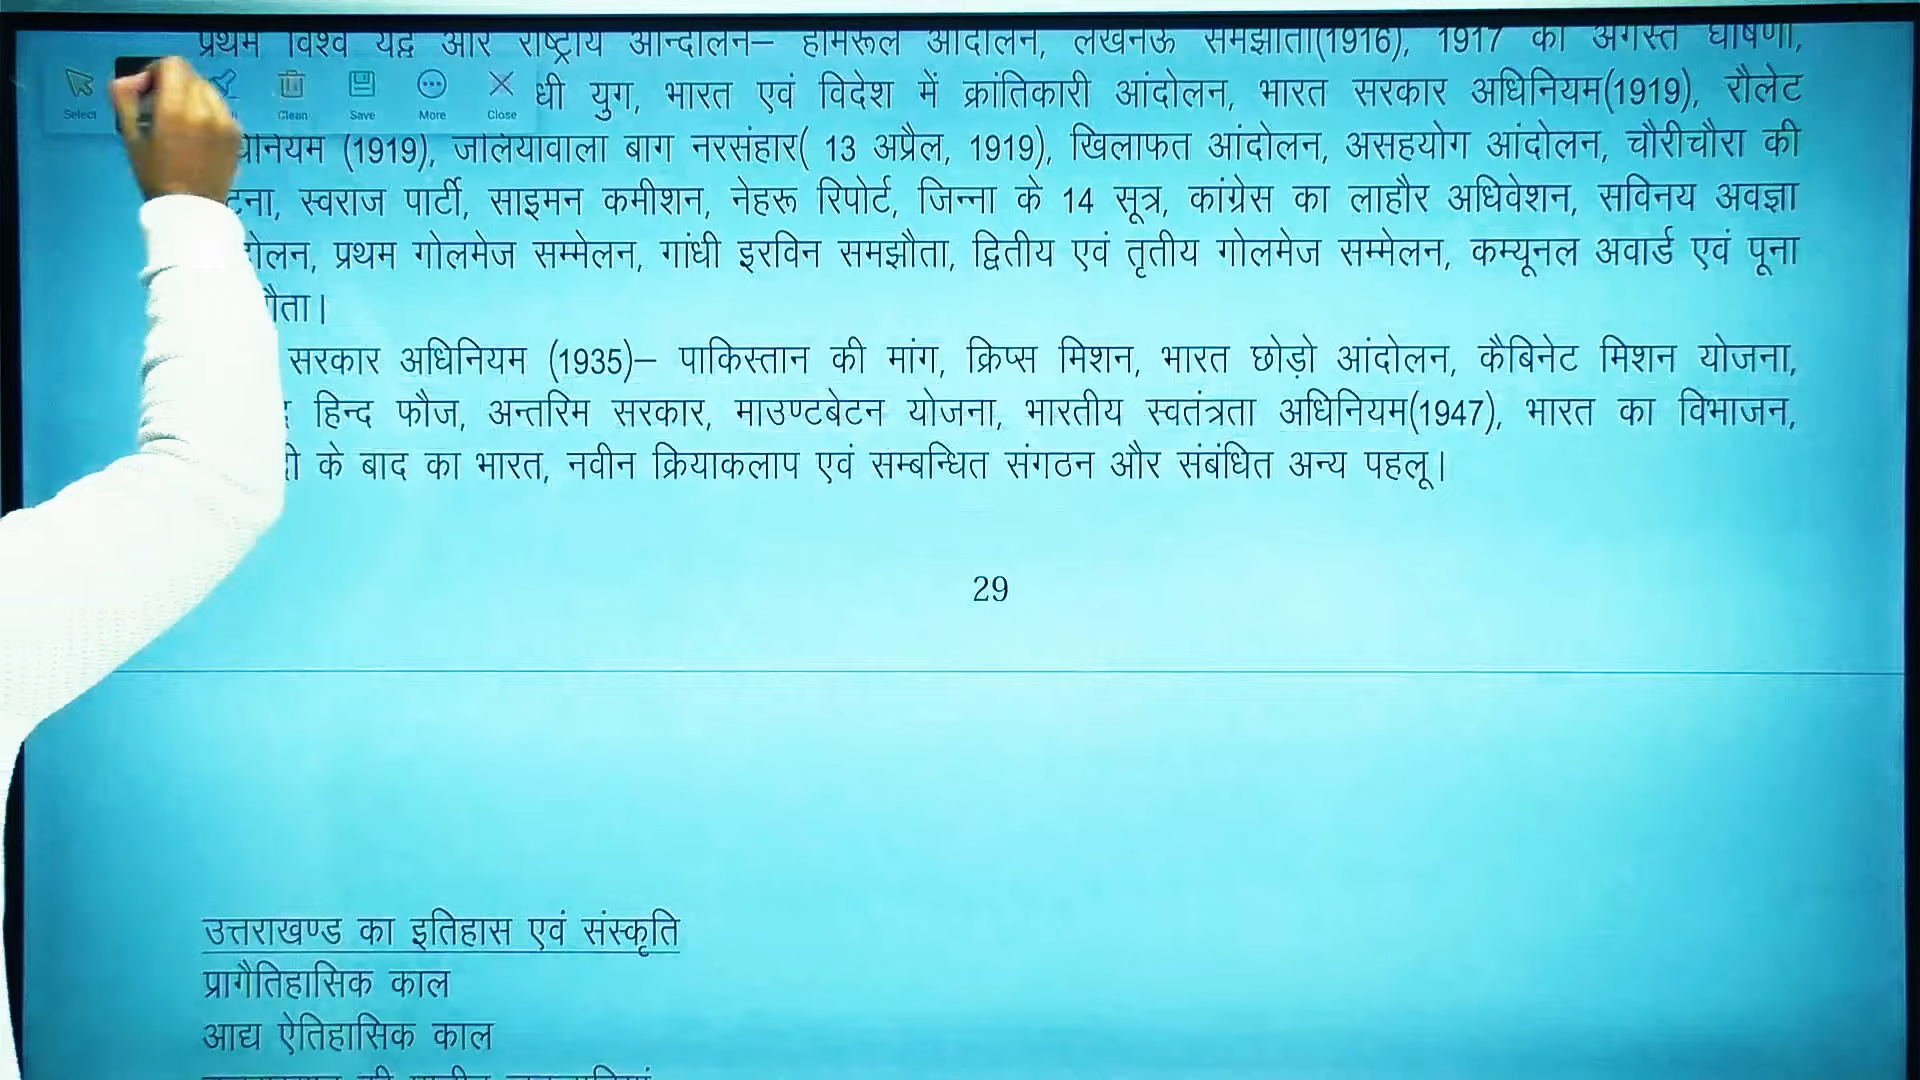 प्रथम विश्व युद्ध और राष्ट्रीय आन्दोलन– होमरूल आंदोलन, लखनऊ समझौता(1916), 1917 की अगस्त घोषणा,
Select Clean Save More Close
युग, भारत एवं विदेश में क्रांतिकारी आंदोलन, भारत सरकार अधिनियम(1919), रौलेट
(1919), जलियावाला बाग नरसंहार( 13 अप्रैल, 1919), खिलाफत आंदोलन, असहयोग आंदोलन, चौरीचौरा की
स्वराज पार्टी, साइमन कमीशन, नेहरू रिपोर्ट, जिन्ना के 14 सूत्र, कांग्रेस का लाहौर अधिवेशन, सविनय अवज्ञा
प्रथम गोलमेज सम्मेलन, गांधी इरविन समझौता, द्वितीय एवं तृतीय गोलमेज सम्मेलन, कम्यूनल अवार्ड एवं पूना
सरकार अधिनियम (1935)– पाकिस्तान की मांग, क्रिप्स मिशन, भारत छोड़ो आंदोलन, कैबिनेट मिशन योजना,
हिन्द फौज, अन्तरिम सरकार, माउण्टबेटन योजना, भारतीय स्वतंत्रता अधिनियम(1947), भारत का विभाजन,
के बाद का भारत, नवीन क्रियाकलाप एवं सम्बन्धित संगठन और संबंधित अन्य पहलू।
29
उत्तराखण्ड का इतिहास एवं संस्कृति
प्रागैतिहासिक काल
आद्य ऐतिहासिक काल